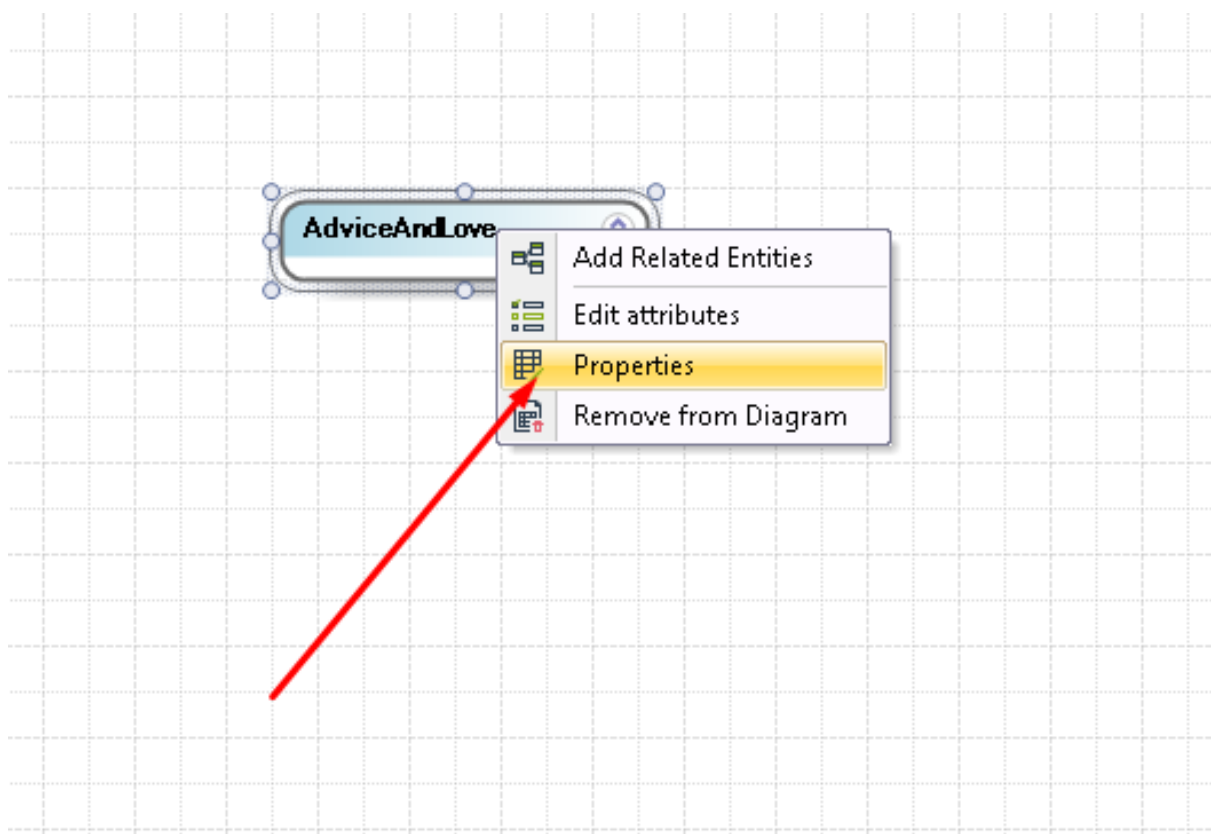 AdviceAndLove
Add Related Entities
Edit attributes
Properties
Remove from Diagram